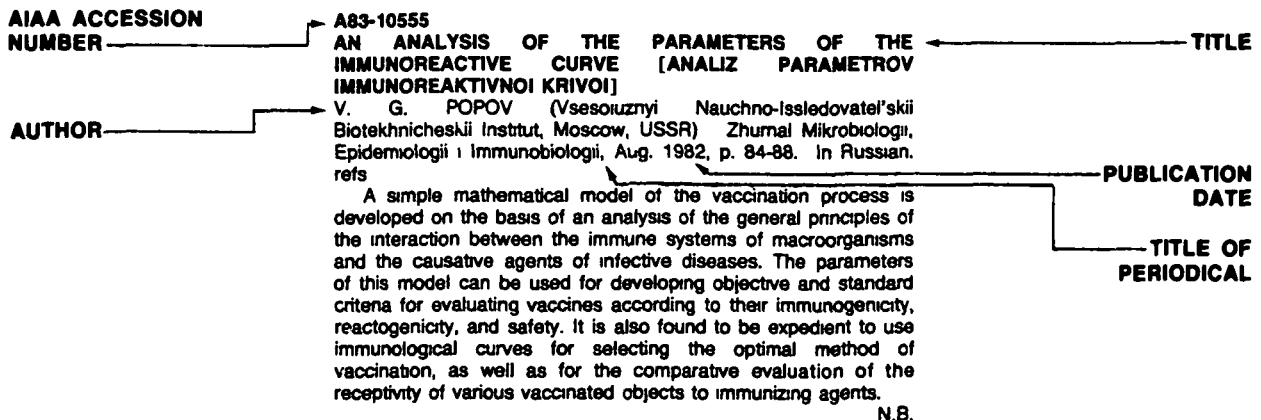 AIAA ACCESSION
NUMBER
A83-10555
AN ANALYSIS OF THE PARAMETERS OF THE
IMMUNOREACTIVE CURVE [ANALIZ PARAMETROV
IMMUNOREAKTIVNOI KRIVOI]
TITLE
AUTHOR
V. G. POPOV (Vsesoiuznyi Nauchno-Issledovatel'skii
Biotekhnicheskii Institut, Moscow, USSR) Zhurnal Mikrobiologii,
Epidemiologii i Immunobiologii, Aug. 1982, p. 84-88. In Russian.
refs
PUBLICATION
DATE
TITLE OF
PERIODICAL
A simple mathematical model of the vaccination process is
developed on the basis of an analysis of the general principles of
the interaction between the immune systems of macroorganisms
and the causative agents of infective diseases. The parameters
of this model can be used for developing objective and standard
criteria for evaluating vaccines according to their immunogenicity,
reactogenicity, and safety. It is also found to be expedient to use
immunological curves for selecting the optimal method of
vaccination, as well as for the comparative evaluation of the
receptivity of various vaccinated objects to immunizing agents.
N.B.